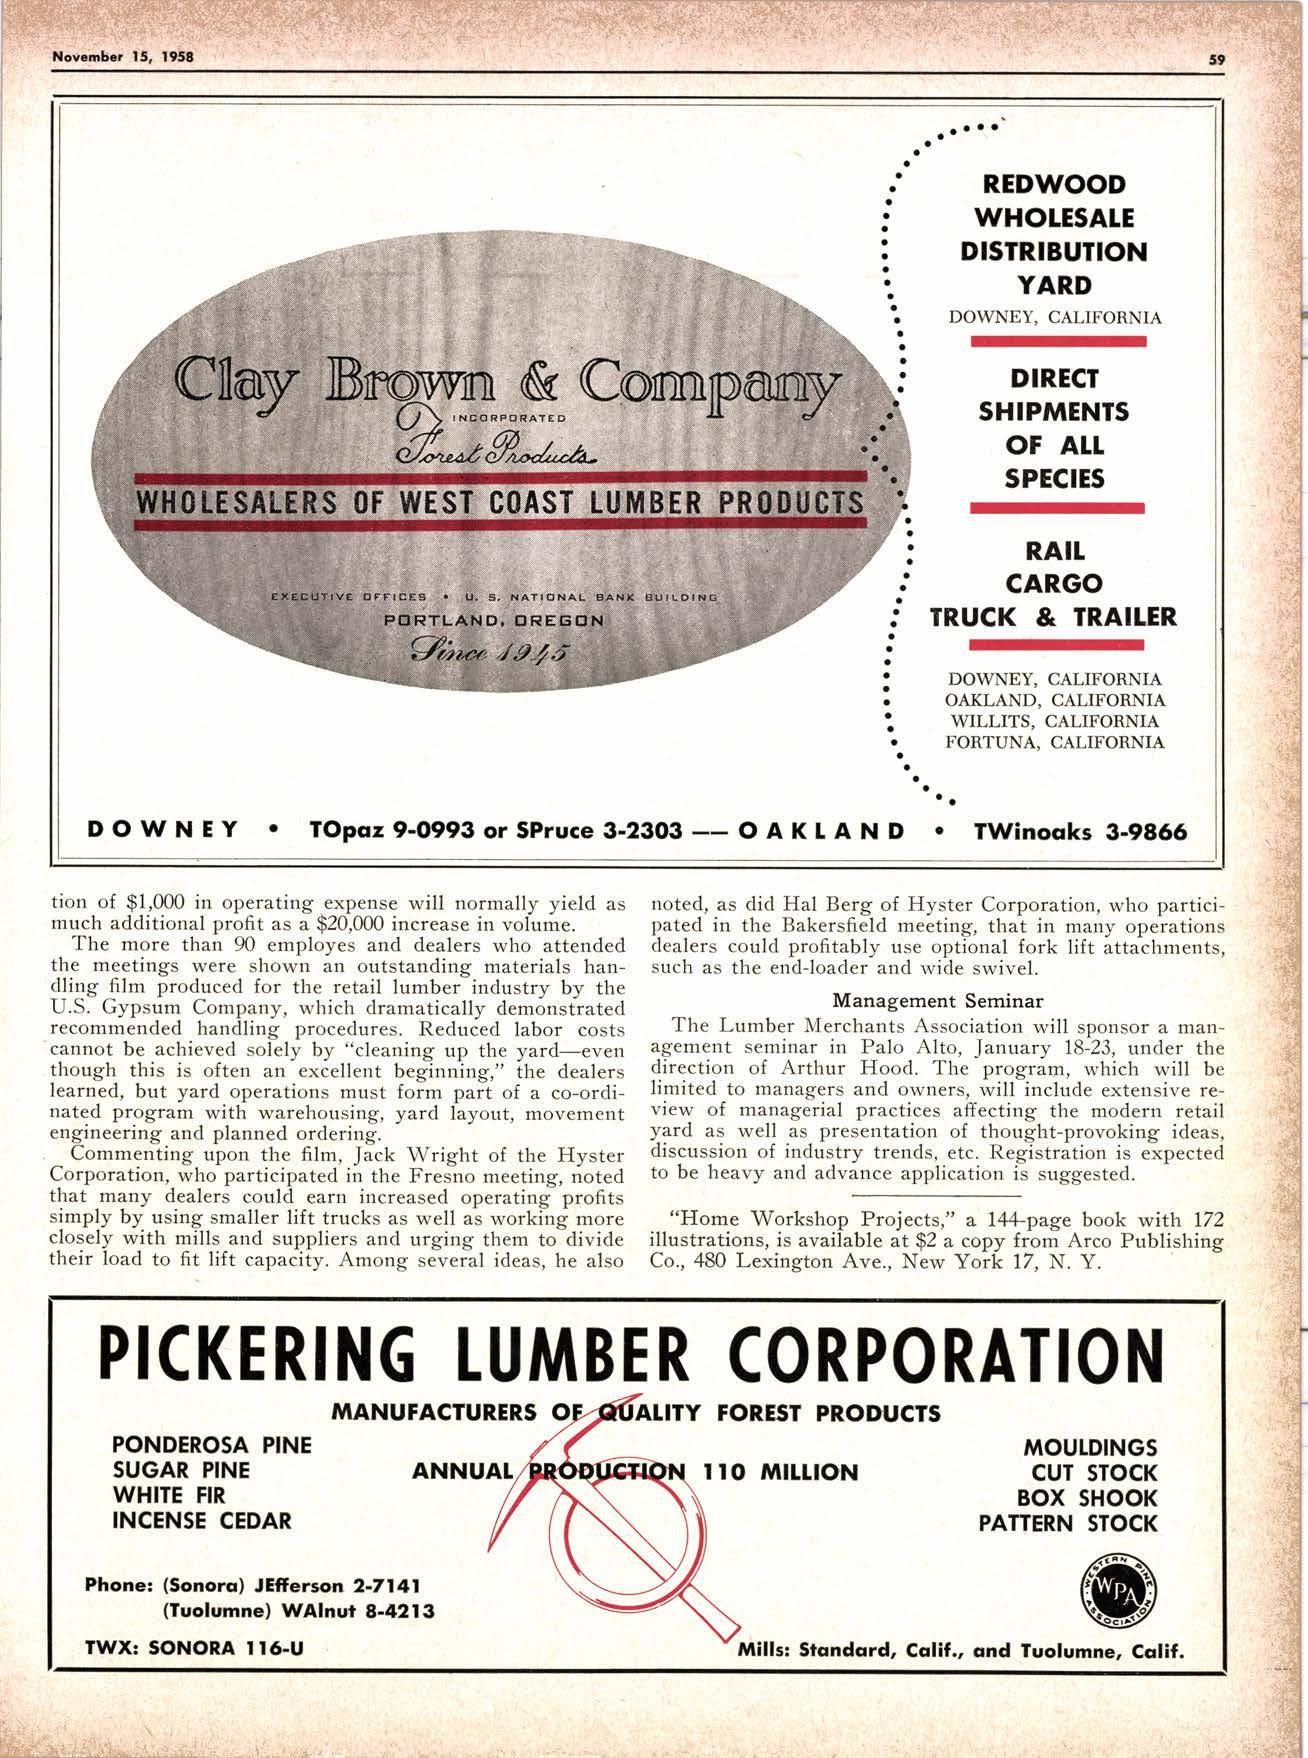 November 15, 1958
59
Clay Brown & Company
INCORPORATED
Forest Products
WHOLESALERS OF WEST COAST LUMBER PRODUCTS
EXECUTIVE OFFICES • U. S. NATIONAL BANK BUILDING
PORTLAND, OREGON
Since 1945
REDWOOD
WHOLESALE
DISTRIBUTION
YARD
DOWNEY, CALIFORNIA
DIRECT
SHIPMENTS
OF ALL
SPECIES
RAIL
CARGO
TRUCK & TRAILER
DOWNEY, CALIFORNIA
OAKLAND, CALIFORNIA
WILLITS, CALIFORNIA
FORTUNA, CALIFORNIA
DOWNEY • TOpaz 9-0993 or SPruce 3-2303 —— OAKLAND • TWinoaks 3-9866
tion of $1,000 in operating expense will normally yield as
much additional profit as a $20,000 increase in volume.
The more than 90 employes and dealers who attended
the meetings were shown an outstanding materials han-
dling film produced for the retail lumber industry by the
U.S. Gypsum Company, which dramatically demonstrated
recommended handling procedures. Reduced labor costs
cannot be achieved solely by “cleaning up the yard—even
though this is often an excellent beginning,” the dealers
learned, but yard operations must form part of a co-ordi-
nated program with warehousing, yard layout, movement
engineering and planned ordering.
Commenting upon the film, Jack Wright of the Hyster
Corporation, who participated in the Fresno meeting, noted
that many dealers could earn increased operating profits
simply by using smaller lift trucks as well as working more
closely with mills and suppliers and urging them to divide
their load to fit lift capacity. Among several ideas, he also
noted, as did Hal Berg of Hyster Corporation, who partici-
pated in the Bakersfield meeting, that in many operations
dealers could profitably use optional fork lift attachments,
such as the end-loader and wide swivel.
Management Seminar
The Lumber Merchants Association will sponsor a man-
agement seminar in Palo Alto, January 18-23, under the
direction of Arthur Hood. The program, which will be
limited to managers and owners, will include extensive re-
view of managerial practices affecting the modern retail
yard as well as presentation of thought-provoking ideas,
discussion of industry trends, etc. Registration is expected
to be heavy and advance application is suggested.
“Home Workshop Projects,” a 144-page book with 172
illustrations, is available at $2 a copy from Arco Publishing
Co., 480 Lexington Ave., New York 17, N. Y.
PICKERING LUMBER CORPORATION
MANUFACTURERS OF QUALITY FOREST PRODUCTS
PONDEROSA PINE
SUGAR PINE
WHITE FIR
INCENSE CEDAR
ANNUAL PRODUCTION 110 MILLION
MOULDINGS
CUT STOCK
BOX SHOOK
PATTERN STOCK
Phone: (Sonora) JEfferson 2-7141
(Tuolumne) WAlnut 8-4213
TWX: SONORA 116-U
WESTERN PINE
WPA
ASSOCIATION
Mills: Standard, Calif., and Tuolumne, Calif.